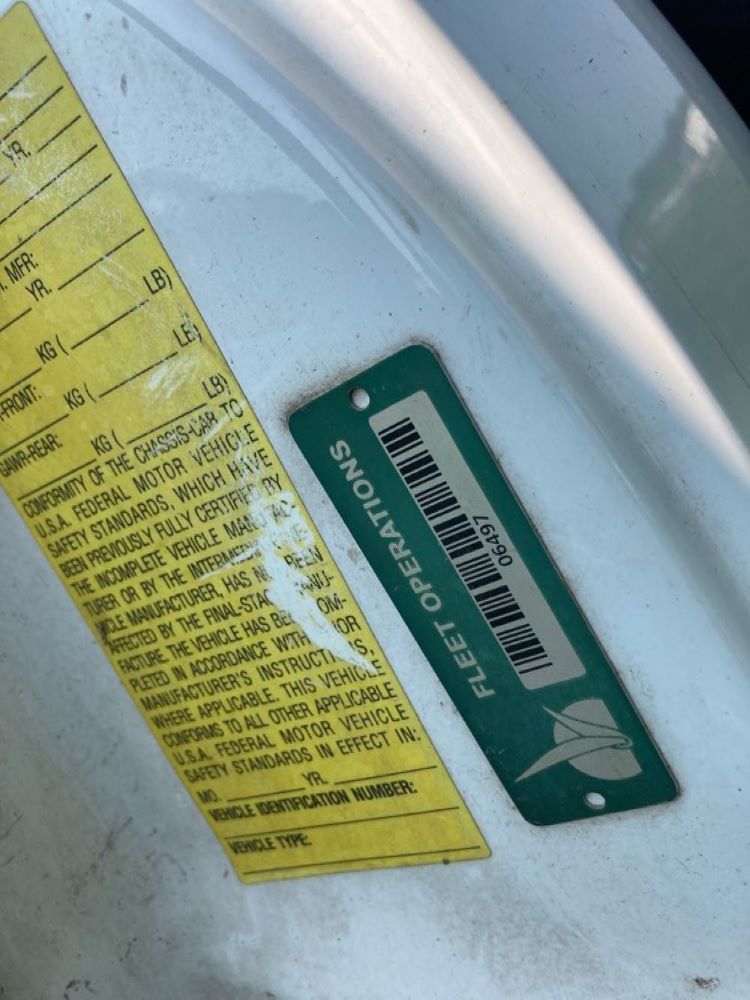 YR.
MFR:
YR. LB)
KG ( LB)
FRONT: KG ( LB)
GAWR-REAR: KG (
CONFORMITY OF THE CHASSIS-CAB TO
U.S.A. FEDERAL MOTOR VEHICLE
SAFETY STANDARDS, WHICH HAVE
BEEN PREVIOUSLY FULLY CERTIFIED BY
THE INCOMPLETE VEHICLE MANUFAC-
TURER OR BY THE INTERMEDIATE
MANUFACTURER, HAS NOT BEEN
AFFECTED BY THE FINAL-STAGE MANU-
FACTURE. THE VEHICLE HAS BEEN COM-
PLETED IN ACCORDANCE WITH PRIOR
MANUFACTURER'S INSTRUCTIONS,
WHERE APPLICABLE. THIS VEHICLE
CONFORMS TO ALL OTHER APPLICABLE
U.S.A. FEDERAL MOTOR VEHICLE
SAFETY STANDARDS IN EFFECT IN:
MO. YR.
VEHICLE IDENTIFICATION NUMBER:
VEHICLE TYPE:
FLEET OPERATIONS
06497